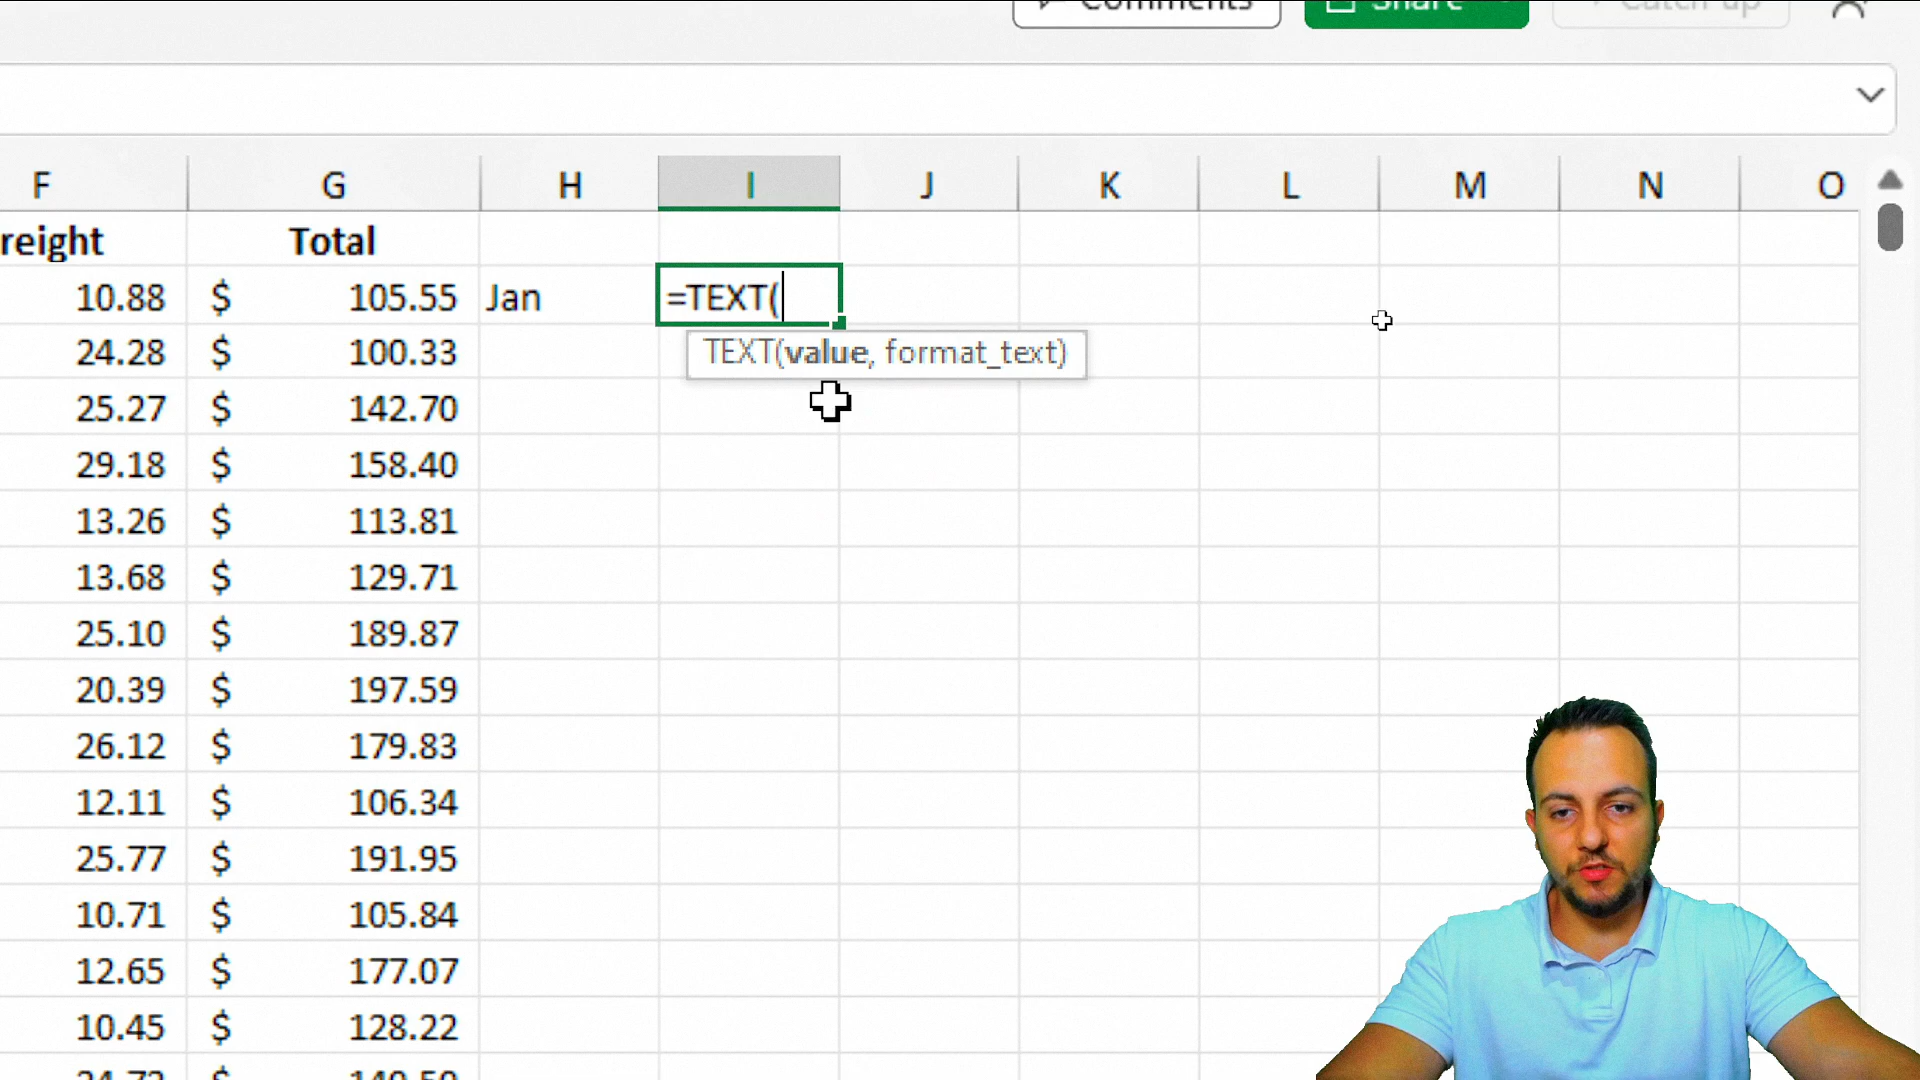 Comments Share Catch up
F G H I J K L M N O
reight Total
10.88 $ 105.55 Jan =TEXT(
24.28 $ 100.33 TEXT(value, format_text)
25.27 $ 142.70
29.18 $ 158.40
13.26 $ 113.81
13.68 $ 129.71
25.10 $ 189.87
20.39 $ 197.59
26.12 $ 179.83
12.11 $ 106.34
25.77 $ 191.95
10.71 $ 105.84
12.65 $ 177.07
10.45 $ 128.22